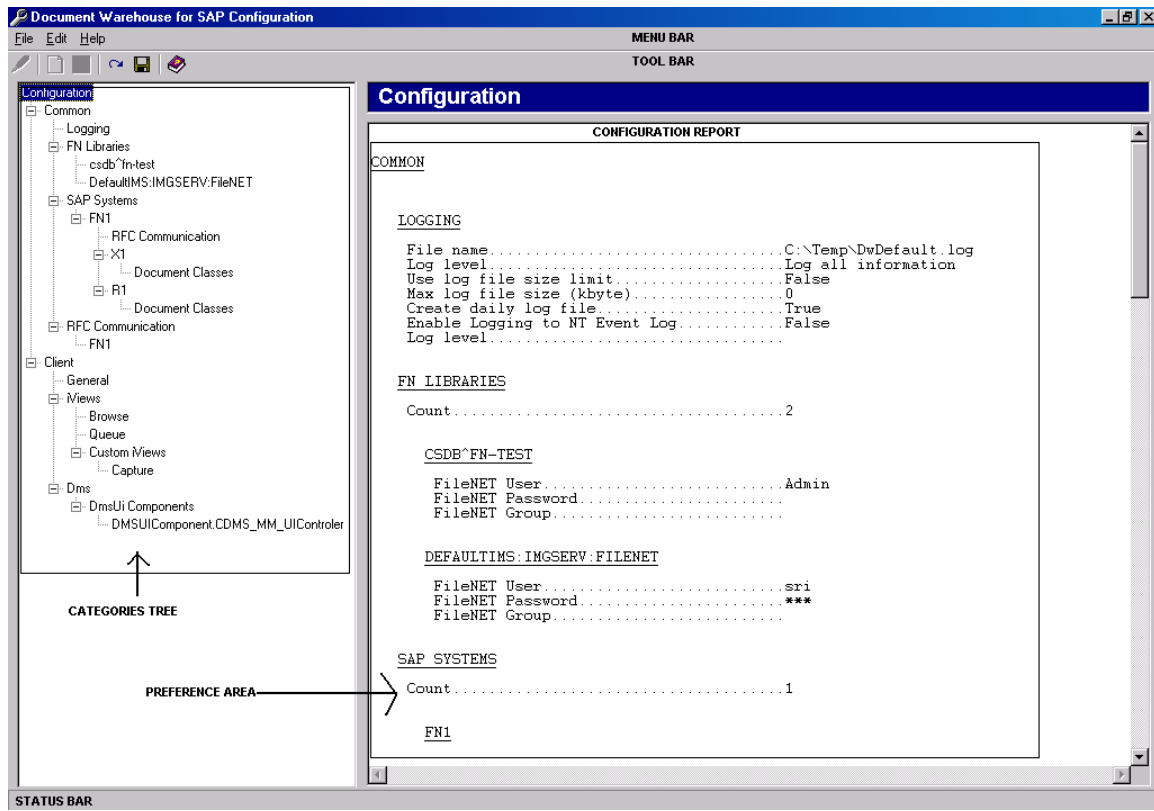 Document Warehouse for SAP Configuration
File Edit Help
MENU BAR
TOOL BAR
Configuration
Common
Logging
FN Libraries
csdb^fn-test
DefaultIMS:IMGSERV:FileNET
SAP Systems
FN1
RFC Communication
X1
Document Classes
R1
Document Classes
RFC Communication
FN1
Client
General
iViews
Browse
Queue
Custom iViews
Capture
Dms
DmsUi Components
DMSUIComponent.CDMS_MM_UIControler
CATEGORIES TREE
PREFERENCE AREA
Configuration
CONFIGURATION REPORT
COMMON
LOGGING
File name.................................C:\Temp\DwDefault.log
Log level.................................Log all information
Use log file size limit...................False
Max log file size (kbyte).................0
Create daily log file.....................True
Enable Logging to NT Event Log............False
Log level.................................
FN LIBRARIES
Count.....................................2
CSDB^FN-TEST
FileNET User...........................Admin
FileNET Password.......................
FileNET Group..........................
DEFAULTIMS:IMGSERV:FILENET
FileNET User...........................sri
FileNET Password.......................***
FileNET Group..........................
SAP SYSTEMS
Count.....................................1
FN1
STATUS BAR